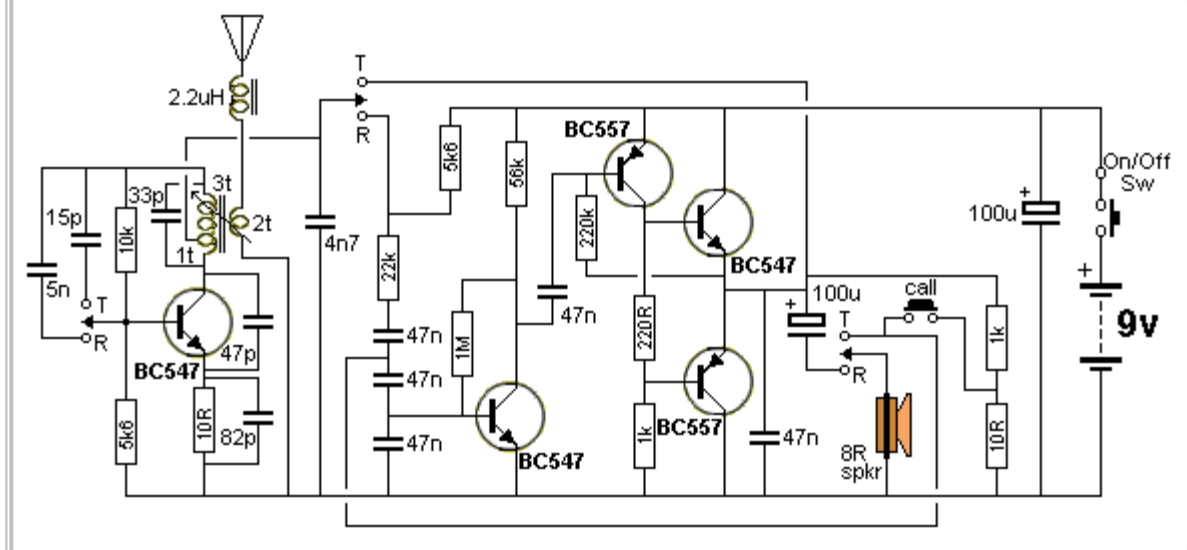 2.2uH
T
R
BC557
5k6
56k
On/Off
Sw
33p
3t
15p
10k
2t
4n7
220k
100u
+
1t
22k
BC547
5n
T
R
47n
100u
+
call
+
9v
47p
BC547
47n
1M
220R
T
R
1k
47n
5k6
10R
82p
47n
BC547
1k
BC557
47n
8R
spkr
10R